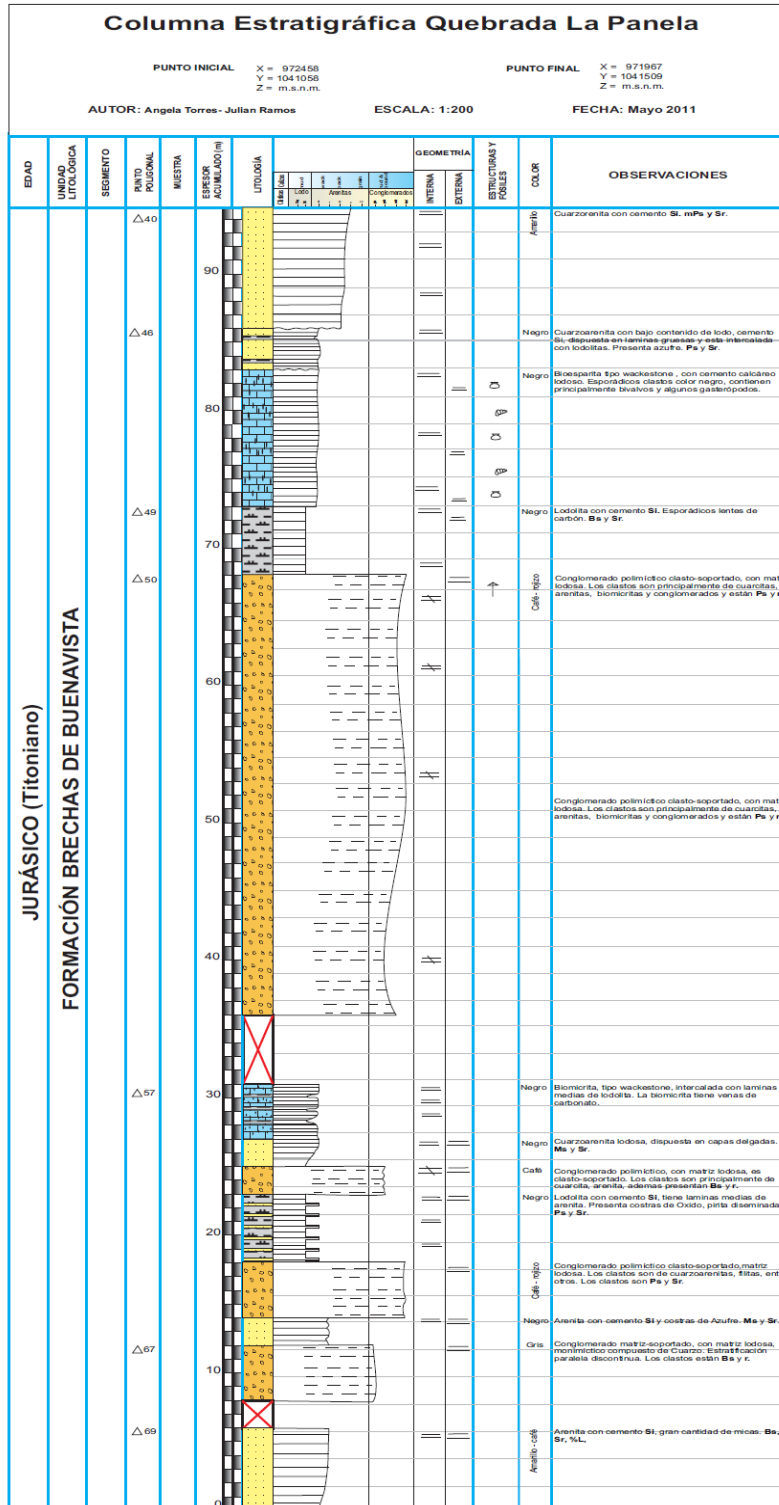 Columna Estratigráfica Quebrada La Panela
PUNTO INICIAL
X = 972458
Y = 1041058
Z = m.s.n.m.
PUNTO FINAL
X = 971967
Y = 1041509
Z = m.s.n.m.
AUTOR: Angela Torres- Julian Ramos
ESCALA: 1:200
FECHA: Mayo 2011
EDAD
UNIDAD
LITOLÓGICA
SEGMENTO
PUNTO
POLIGONAL
MUESTRA
ESPESOR
ACUMULADO (m)
LITOLOGÍA
Lodo
Arenitas
Conglomerados
GEOMETRÍA
INTERNA
EXTERNA
ESTRUCTURAS Y
FÓSILES
COLOR
OBSERVACIONES
JURÁSICO (Titoniano)
FORMACIÓN BRECHAS DE BUENAVISTA
△40
Amarillo
Cuarzorenita con cemento Si. mPs y Sr.
90
△46
Negro
Cuarzoarenita con bajo contenido de lodo, cemento
Si, dispuesta en laminas gruesas y esta intercalada
con lodolitas. Presenta azufre. Ps y Sr.
Negro
Bioesparita tipo wackestone , con cemento calcáreo
lodoso. Esporádicos clastos color negro, contienen
principalmente bivalvos y algunos gasterópodos.
80
△49
Negro
Lodolita con cemento Si. Esporádicos lentes de
carbón. Bs y Sr.
70
△50
Café - rojizo
Conglomerado polimictico clasto-soportado, con mat
lodosa. Los clastos son principalmente de cuarcitas,
arenitas, biomicritas y conglomerados y están Ps y r
60
Conglomerado polimictico clasto-soportado, con mat
lodosa. Los clastos son principalmente de cuarcitas,
arenitas, biomicritas y conglomerados y están Ps y r
50
40
30
△57
Negro
Biomicrita, tipo wackestone, intercalada con laminas
medias de lodolita. La biomicrita tiene venas de
carbonato.
Negro
Cuarzoarenita lodosa, dispuesta en capas delgadas.
Ms y Sr.
Café
Conglomerado polimíctico, con matriz lodosa, es
clasto-soportado. Los clastos son principalmente de
cuarcita, arenita, ademas presentan Bs y r.
Negro
Lodolita con cemento Si, tiene laminas medias de
arenita. Presenta costras de Oxido, pirita diseminada
Ps y Sr.
20
Café - rojizo
Conglomerado polimíctico clasto-soportado,matriz
lodosa. Los clastos son de cuarzoarenitas, filitas, ent
otros. Los clastos son Ps y Sr.
Negro
Arenita con cemento Si y costras de Azufre. Ms y Sr.
△67
Gris
Conglomerado matriz-soportado, con matriz lodosa,
monimíctico compuesto de Cuarzo. Estratificación
paralela discontinua. Los clastos están Bs y r.
10
△69
Amarillo - café
Arenita con cemento Si, gran cantidad de micas. Bs,
Sr, %L,
0